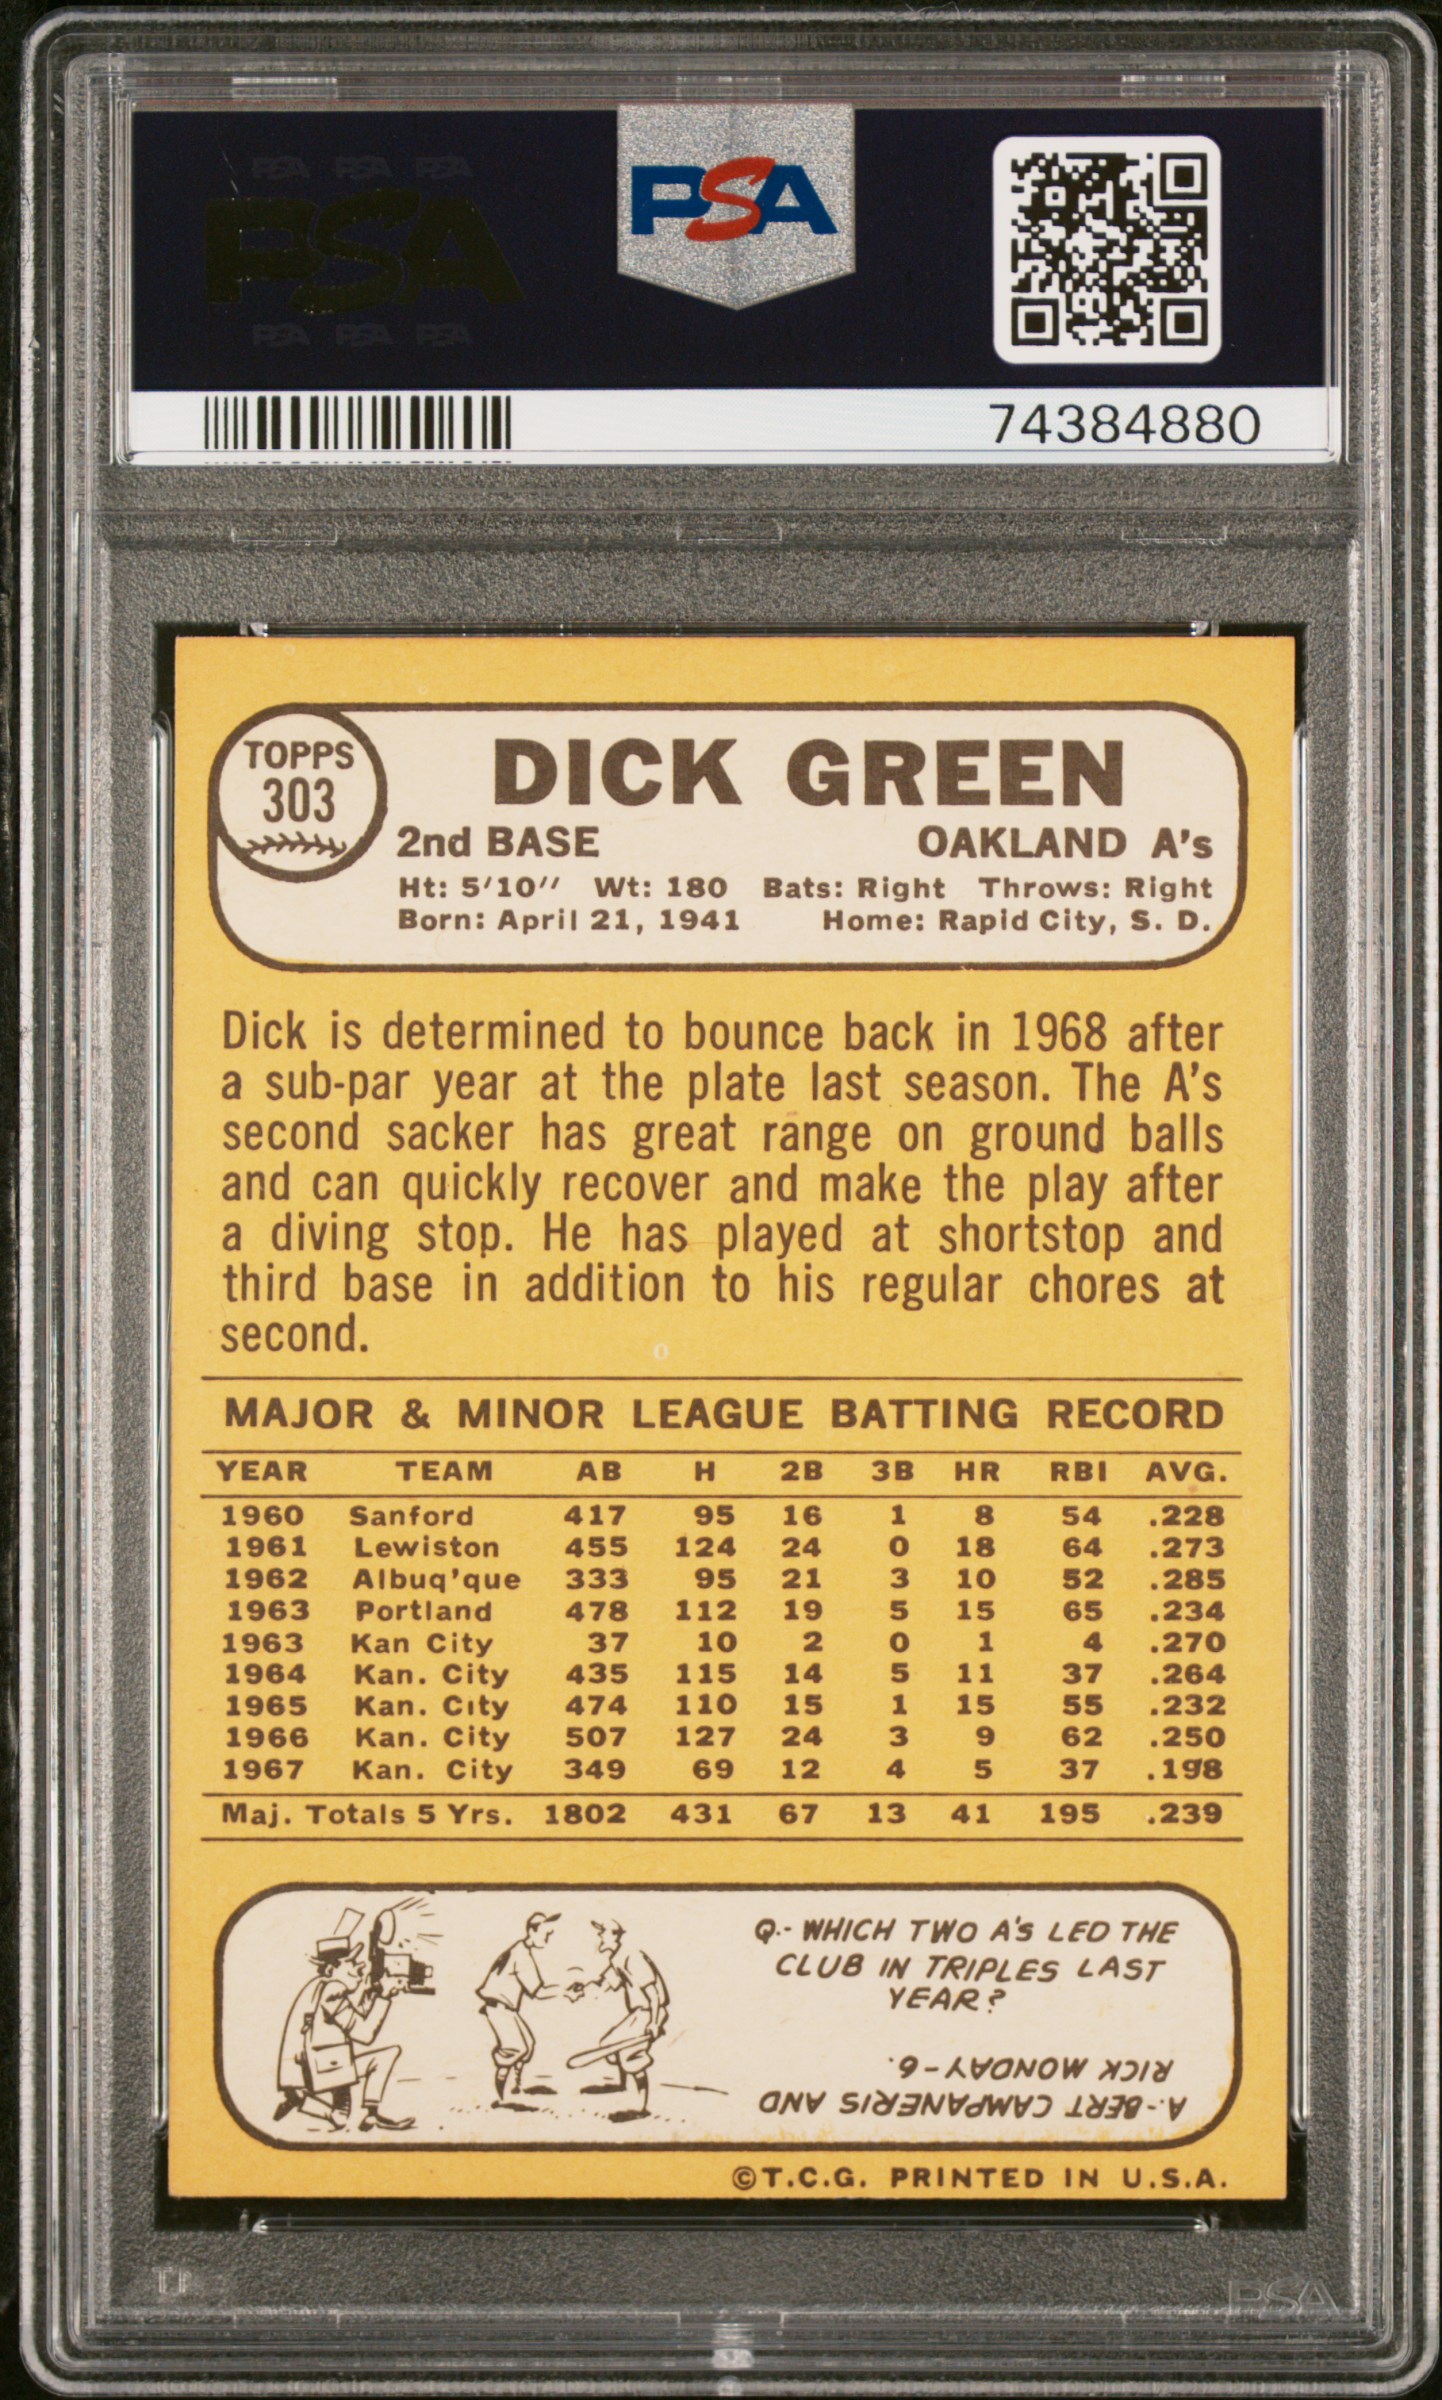 PSA PSA PSA
PSA
PSA PSA PSA
PSA
74384880
TOPPS
303
DICK GREEN
2nd BASE OAKLAND A's
Ht: 5'10" Wt: 180 Bats: Right Throws: Right
Born: April 21, 1941 Home: Rapid City, S. D.
Dick is determined to bounce back in 1968 after
a sub-par year at the plate last season. The A's
second sacker has great range on ground balls
and can quickly recover and make the play after
a diving stop. He has played at shortstop and
third base in addition to his regular chores at
second.
MAJOR & MINOR LEAGUE BATTING RECORD
YEAR TEAM AB H 2B 3B HR RBI AVG.
1960 Sanford 417 95 16 1 8 54 .228
1961 Lewiston 455 124 24 0 18 64 .273
1962 Albuq'que 333 95 21 3 10 52 .285
1963 Portland 478 112 19 5 15 65 .234
1963 Kan City 37 10 2 0 1 4 .270
1964 Kan. City 435 115 14 5 11 37 .264
1965 Kan. City 474 110 15 1 15 55 .232
1966 Kan. City 507 127 24 3 9 62 .250
1967 Kan. City 349 69 12 4 5 37 .198
Maj. Totals 5 Yrs. 1802 431 67 13 41 195 .239
Q.- WHICH TWO A's LED THE
CLUB IN TRIPLES LAST
YEAR?
A.- BERT CAMPANERIS AND
RICK MONDAY - 6.
©T.C.G. PRINTED IN U.S.A.
PSA